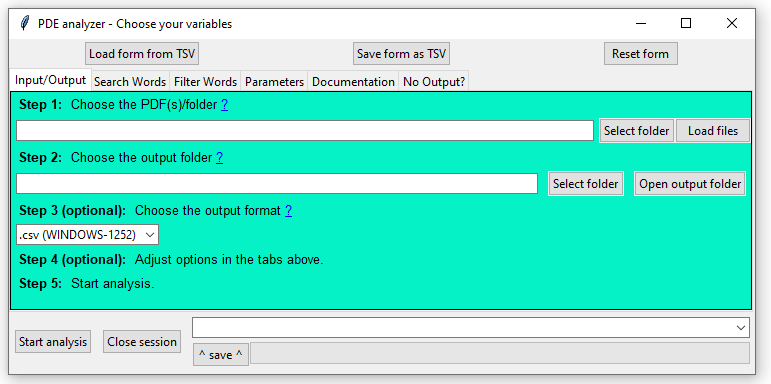 PDE analyzer - Choose your variables
Load form from TSV Save form as TSV Reset form
Input/Output Search Words Filter Words Parameters Documentation No Output?
Step 1: Choose the PDF(s)/folder ?
Select folder Load files
Step 2: Choose the output folder ?
Select folder Open output folder
Step 3 (optional): Choose the output format ?
.csv (WINDOWS-1252)
Step 4 (optional): Adjust options in the tabs above.
Step 5: Start analysis.
Start analysis Close session
^ save ^